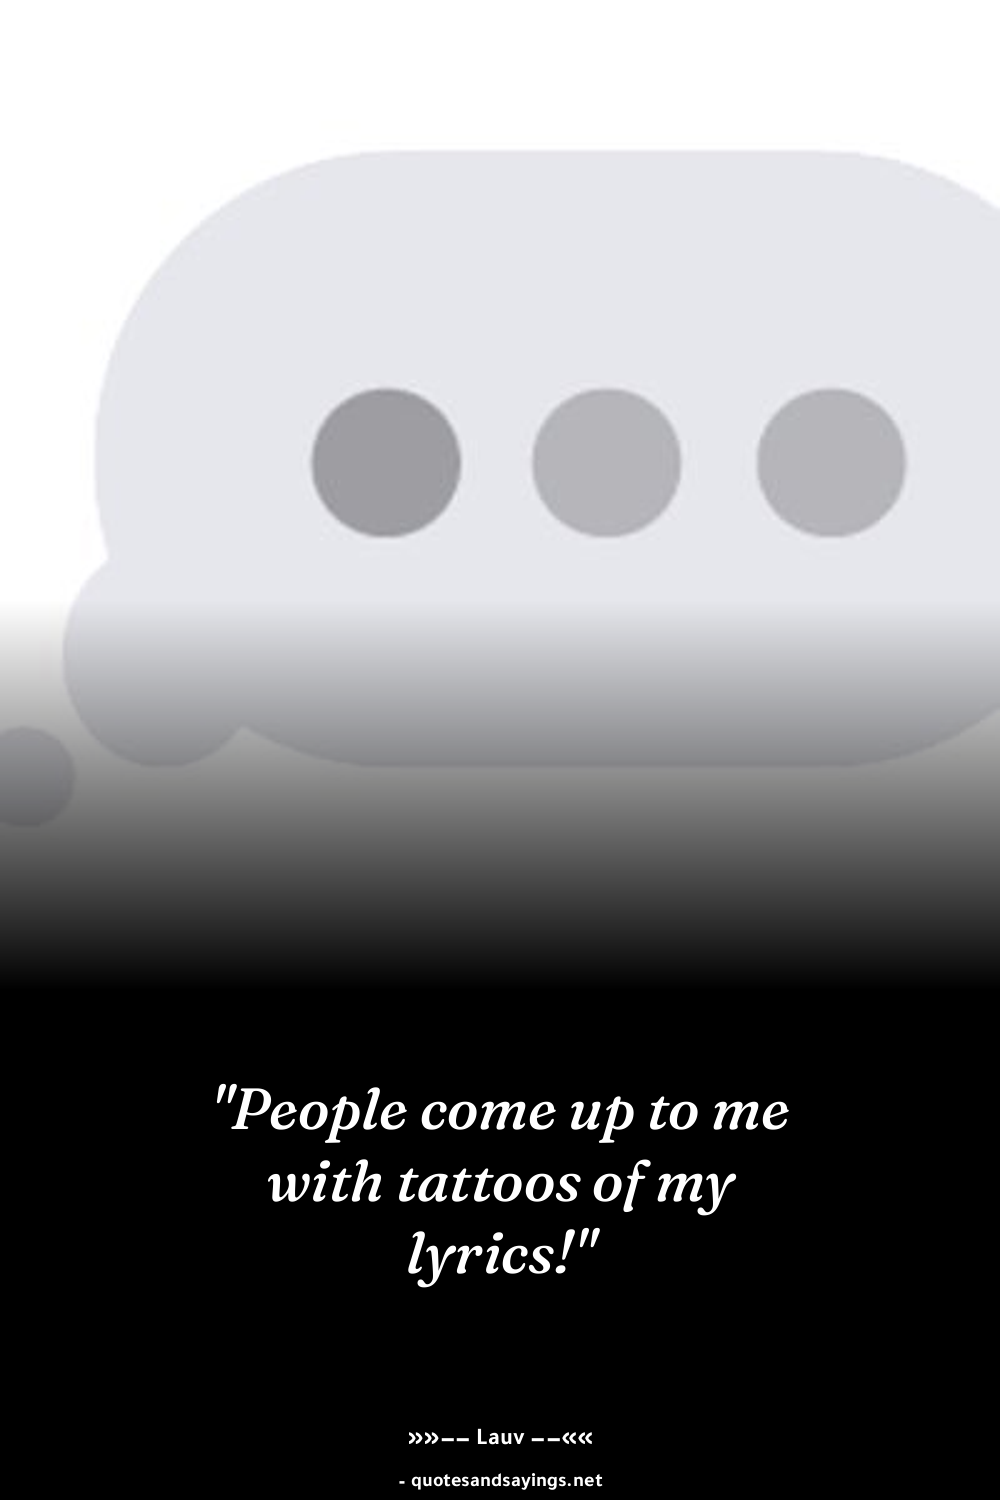 "People come up to me
with tattoos of my
lyrics!"
»»–– Lauv ––««
- quotesandsayings.net